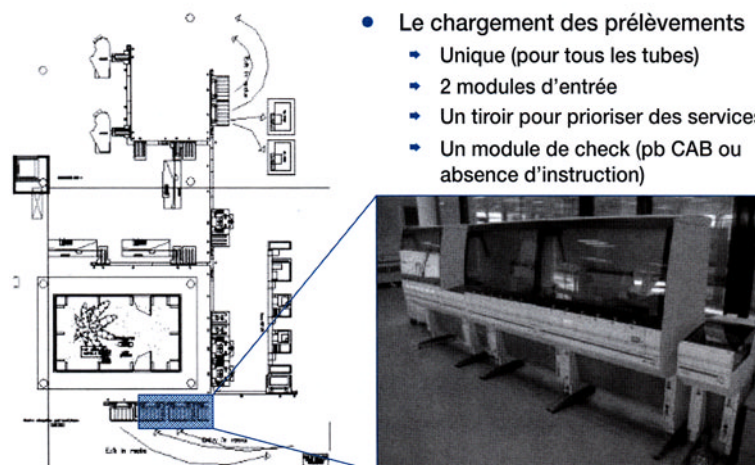 Le chargement des prélèvements
Unique (pour tous les tubes)
2 modules d'entrée
Un tiroir pour prioriser des services
Un module de check (pb CAB ou
absence d'instruction)